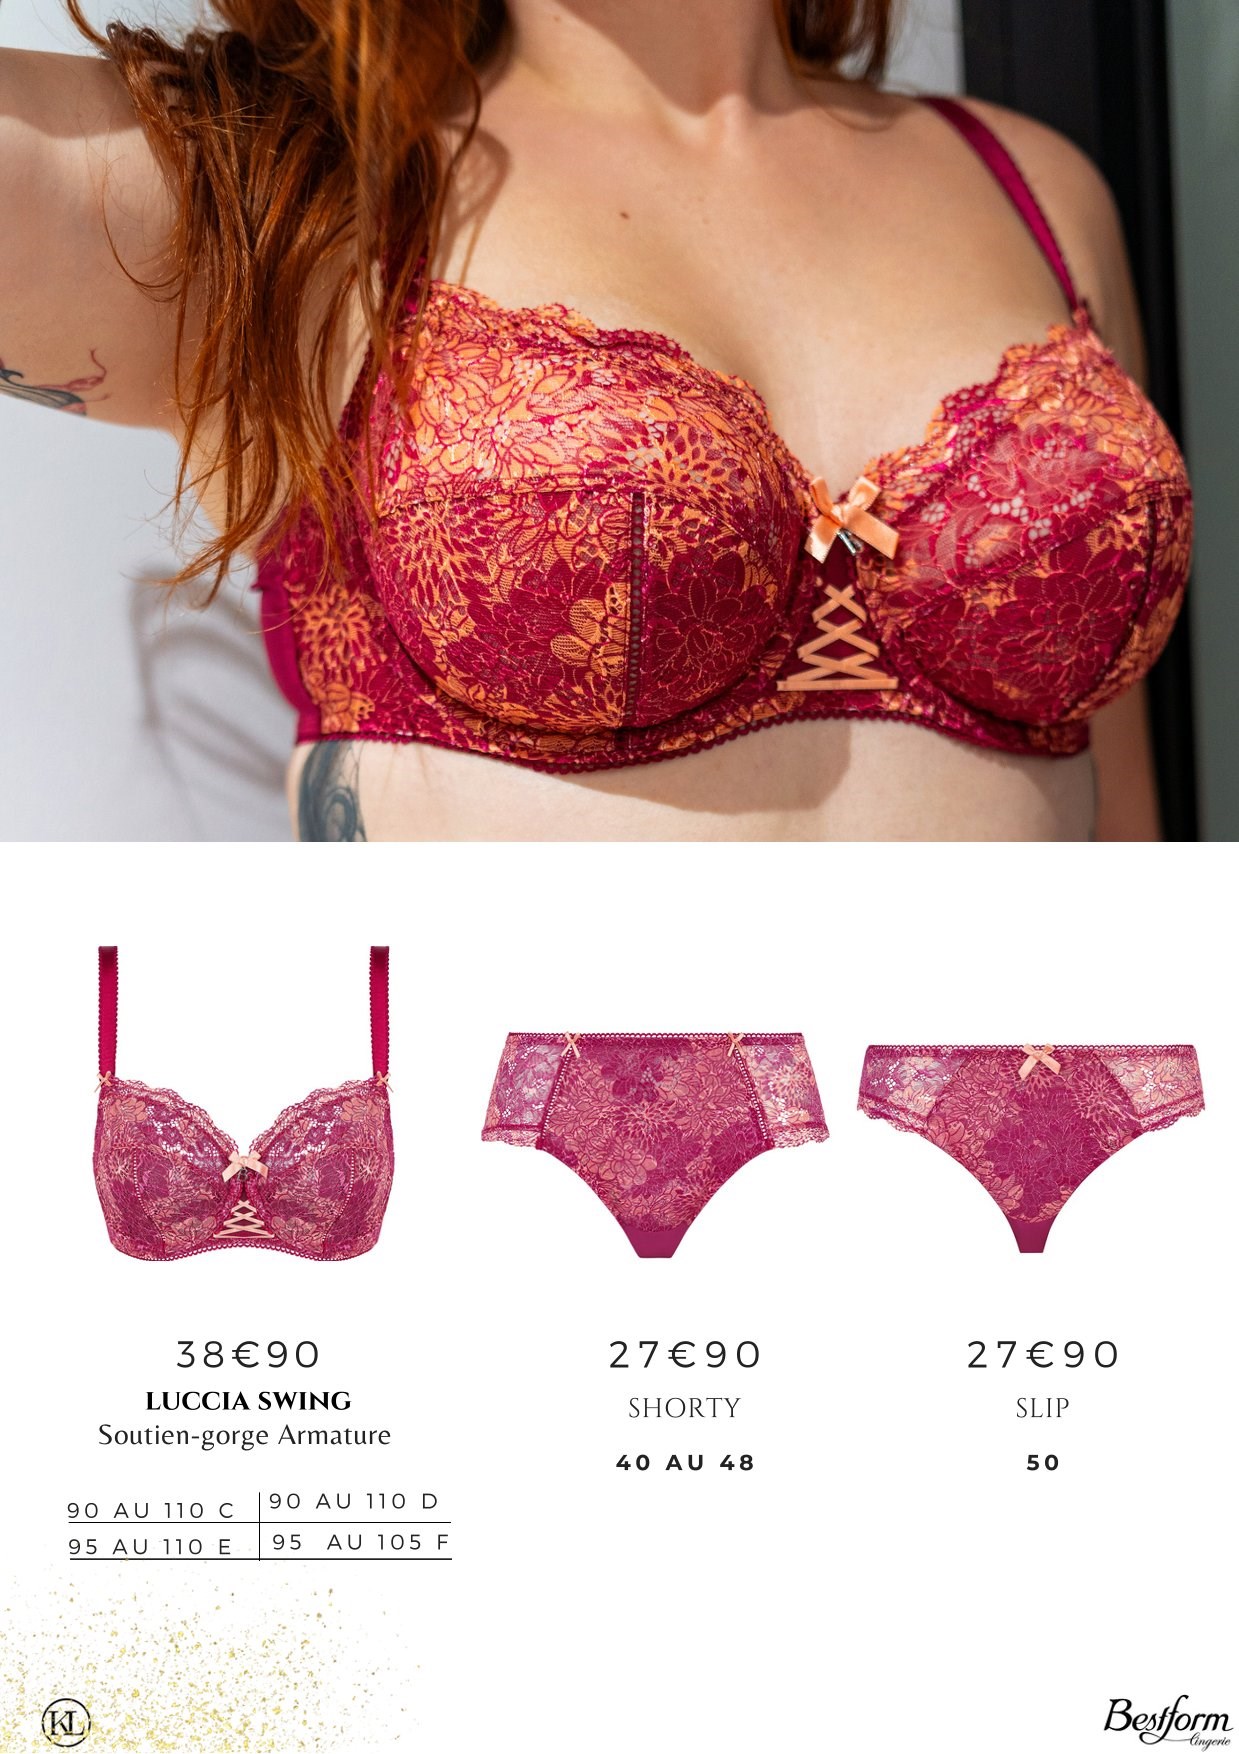 38€90
LUCCIA SWING
Soutien-gorge Armature
90 AU 110 C
90 AU 110 D
95 AU 110 E
95 AU 105 F
27€90
SHORTY
40 AU 48
27€90
SLIP
50
KL
Bestform
Lingerie